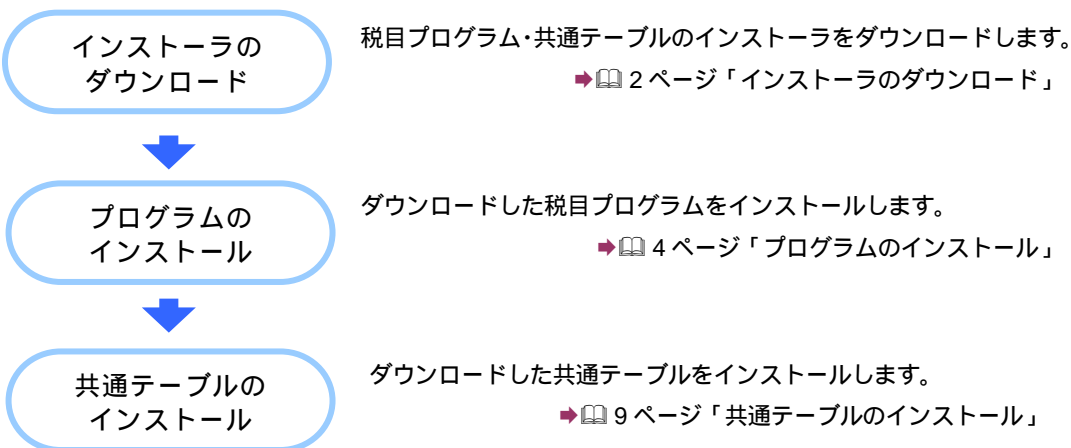 インストーラの
ダウンロード
税目プログラム・共通テーブルのインストーラをダウンロードします。
2 ページ「インストーラのダウンロード」
プログラムの
インストール
ダウンロードした税目プログラムをインストールします。
4 ページ「プログラムのインストール」
共通テーブルの
インストール
ダウンロードした共通テーブルをインストールします。
9 ページ「共通テーブルのインストール」